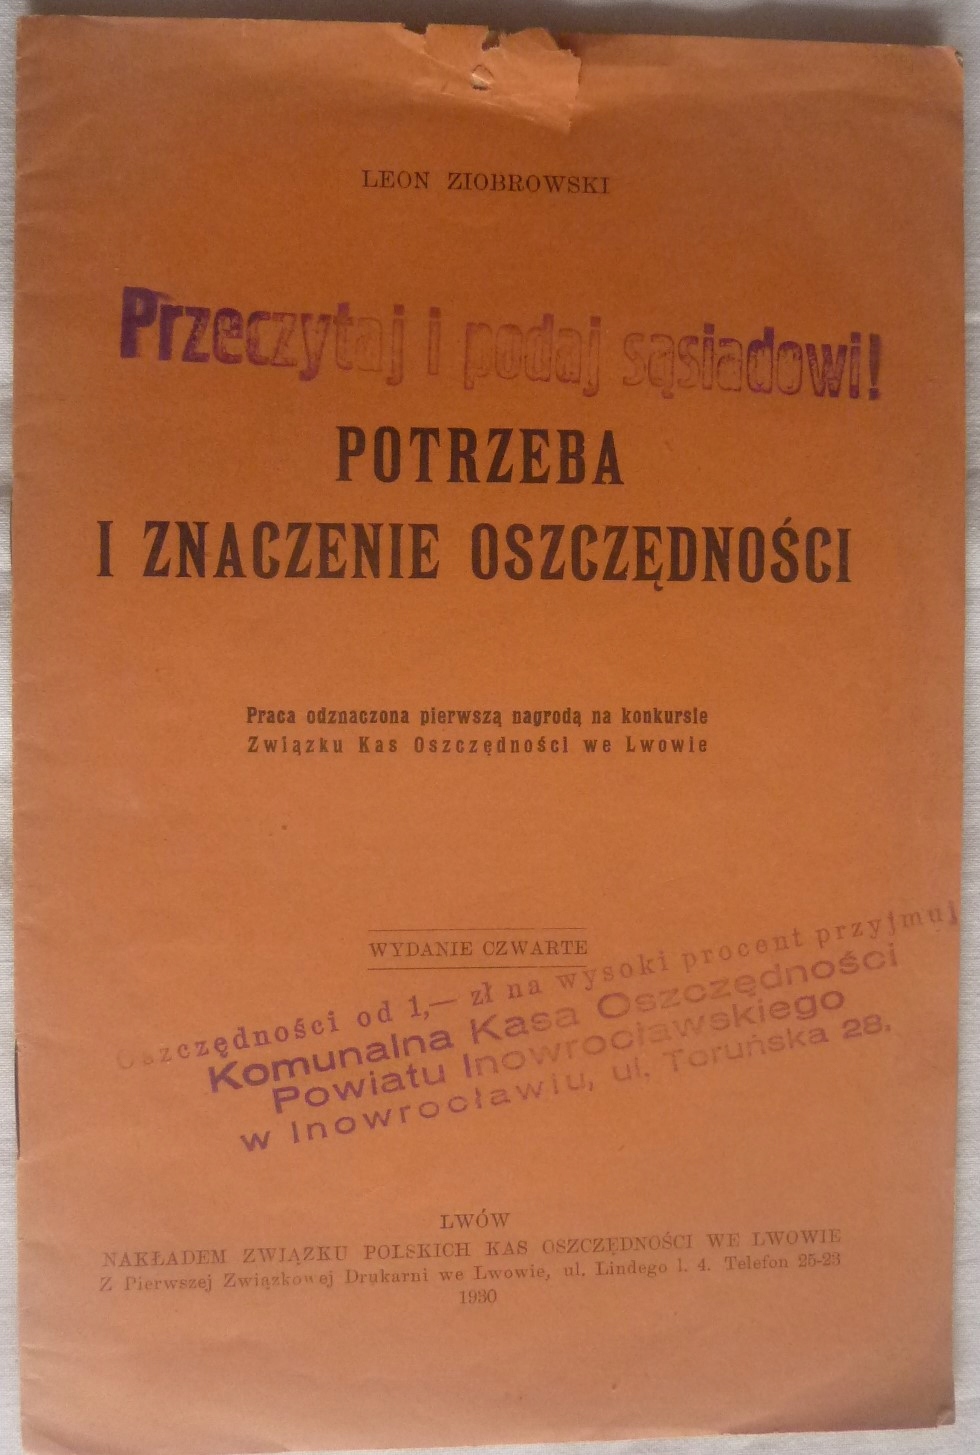 LEON ZIOBROWSKI
Przeczytaj i podaj sąsiadowi!
POTRZEBA
I ZNACZENIE OSZCZĘDNOŚCI
Praca odznaczona pierwszą nagrodą na konkursie
Związku Kas Oszczędności we Lwowie
WYDANIE CZWARTE
Oszczędności od 1,— zł na wysoki procent przyjmuj
Komunalna Kasa Oszczędności
Powiatu Inowrocławskiego
w Inowrocławiu, ul. Toruńska 28.
LWÓW
NAKŁADEM ZWIĄZKU POLSKICH KAS OSZCZĘDNOŚCI WE LWOWIE
Z Pierwszej Związkowej Drukarni we Lwowie, ul. Lindego l. 4. Telefon 25-23
1930